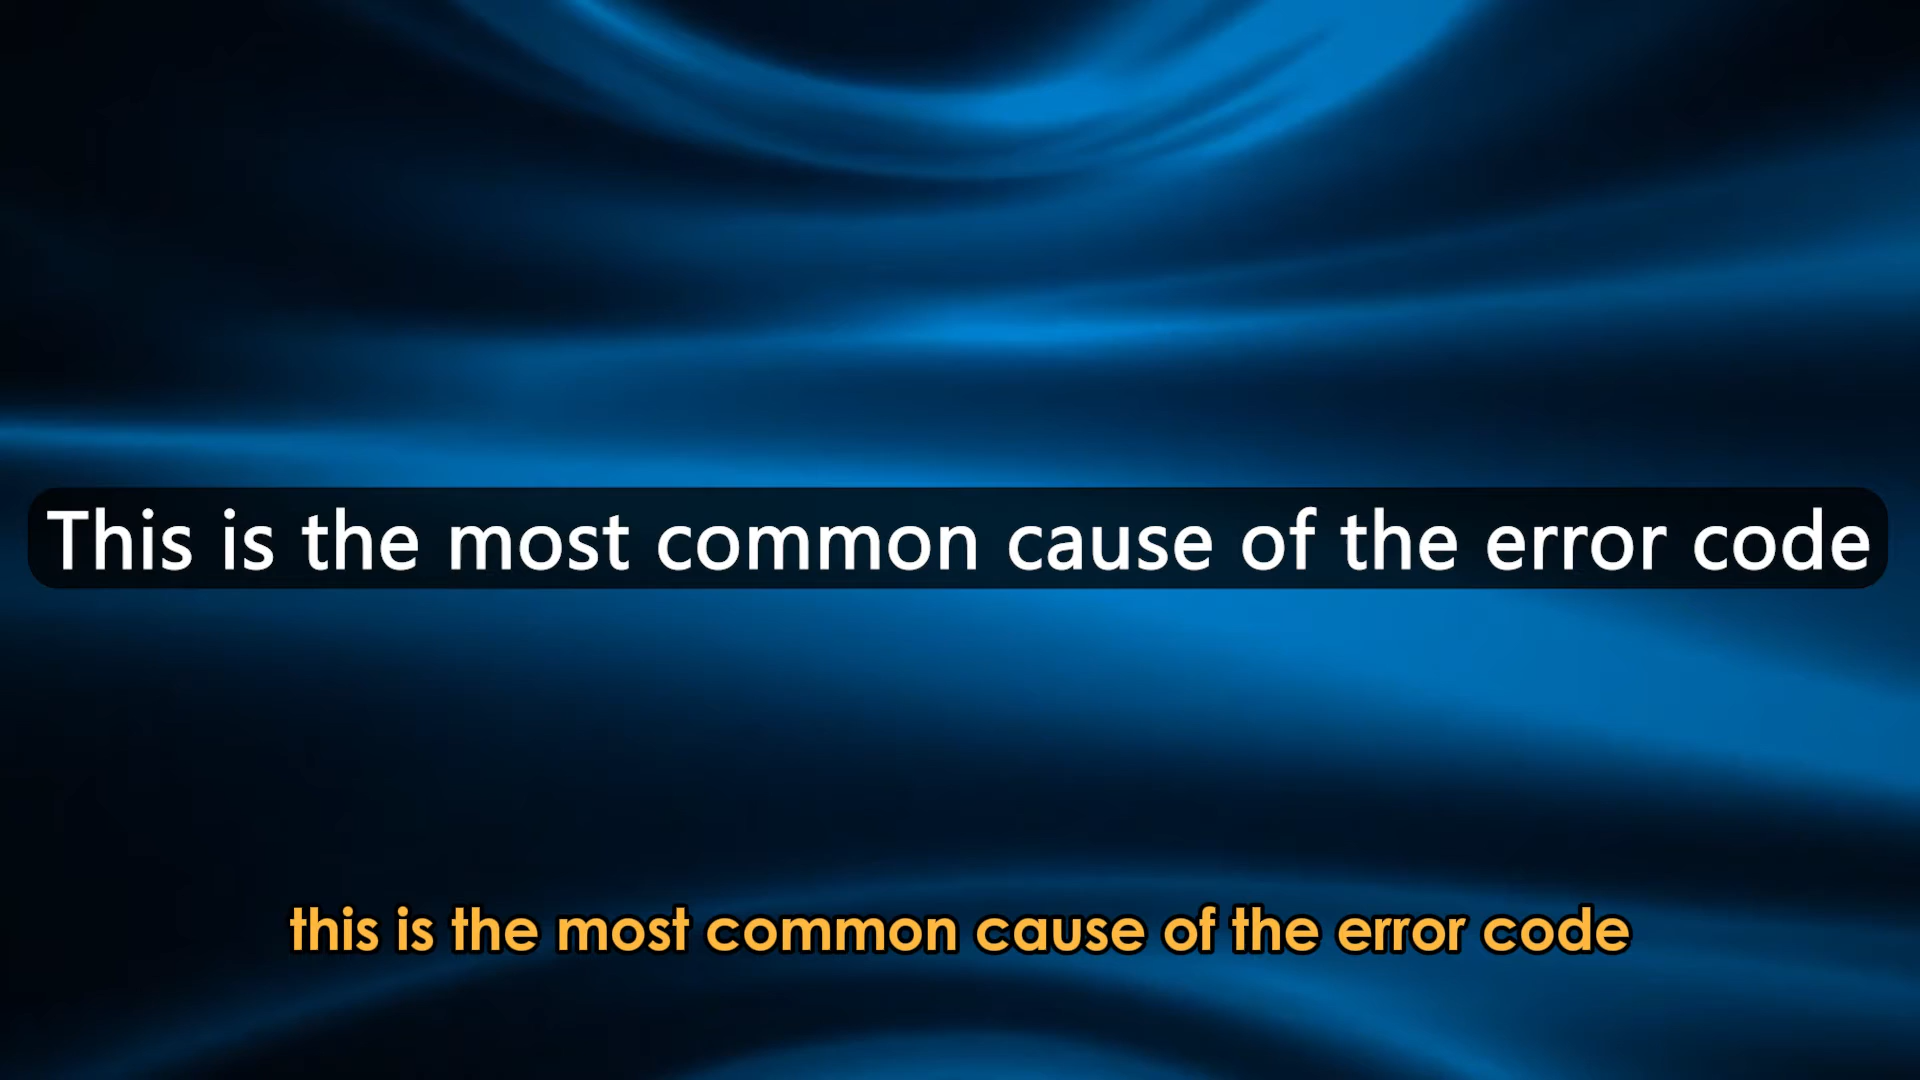 This is the most common cause of the error code
this is the most common cause of the error code